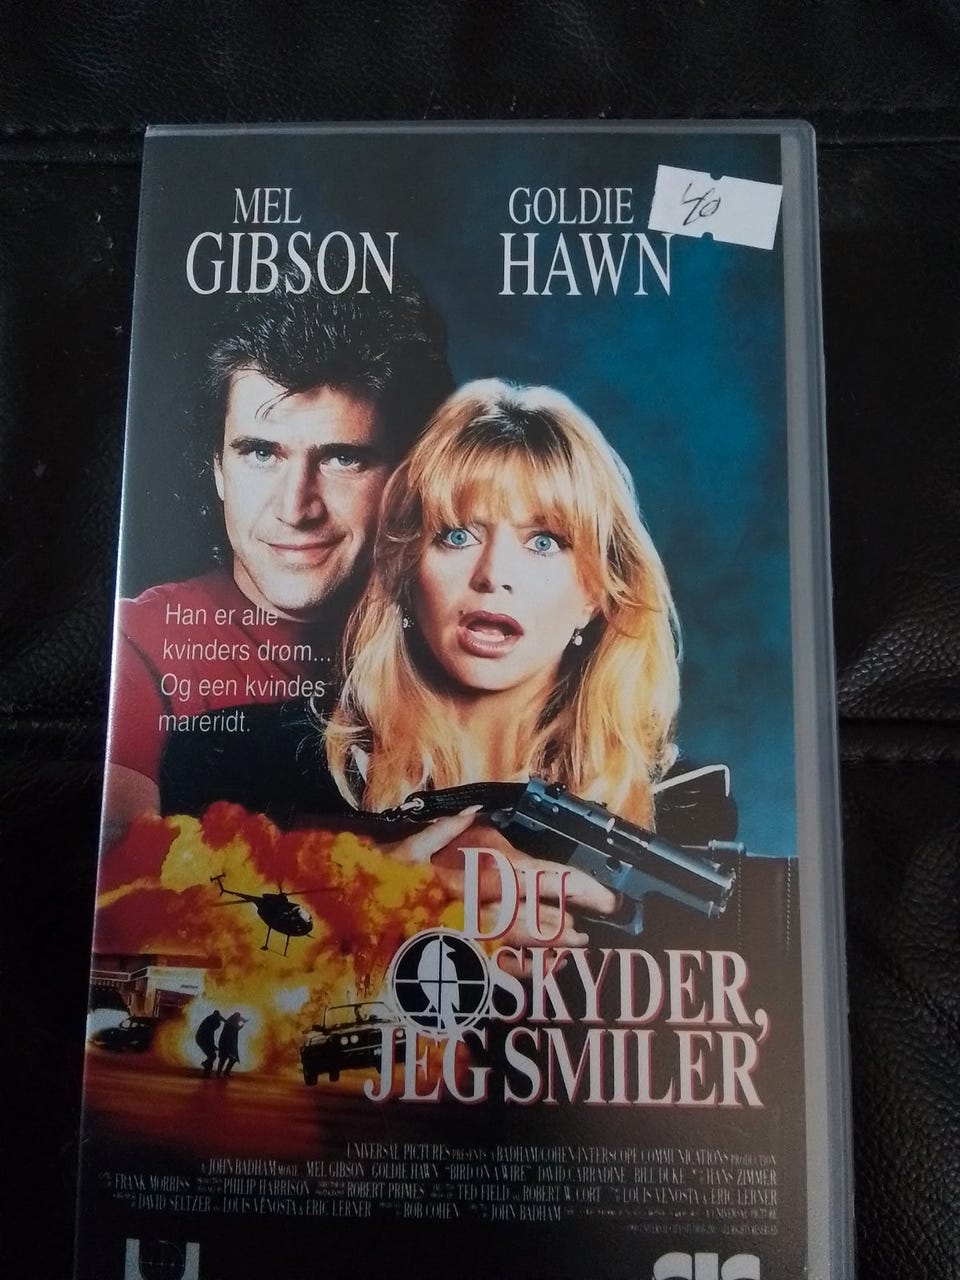 MEL
GIBSON
GOLDIE
HAWN
40
Han er alle
kvinders drøm...
Og een kvindes
mareridt.
DU
SKYDER,
JEG SMILER
UNIVERSAL PICTURES PRESENTS A BADHAM/COHEN-INTERSCOPE COMMUNICATIONS PRODUCTION
A JOHN BADHAM MOVIE MEL GIBSON GOLDIE HAWN "BIRD ON A WIRE" DAVID CARRADINE BILL DUKE HANS ZIMMER
FRANK MORRISS PHILIP HARRISON ROBERT PRIMES TED FIELD ROBERT W. CORT LOUIS VENOSTA & ERIC LERNER
DAVID SELTZER LOUIS VENOSTA & ERIC LERNER ROB COHEN JOHN BADHAM A UNIVERSAL PICTURE
CIC